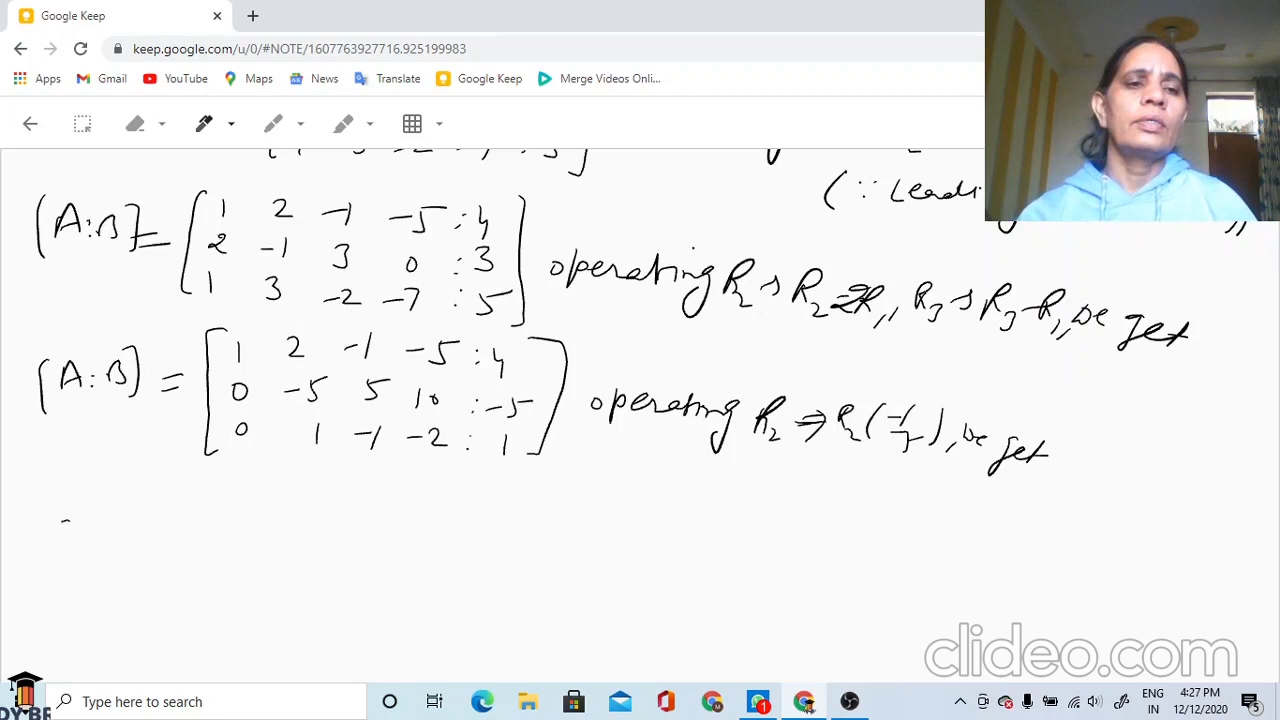 Google Keep
keep.google.com/u/0/#NOTE/1607763927716.925199983
Apps Gmail YouTube Maps News Translate Google Keep Merge Videos Onli...
(∵ Leadi
[A:B] = [1 2 -1 -5 : 4
2 -1 3 0 : 3
1 3 -2 -7 : 5] operating R2 → R2-2R1, R3 → R3-R1, we get
[A:B] = [1 2 -1 -5 : 4
0 -5 5 10 : -5
0 1 -1 -2 : 1] operating R2 ⇒ R2(-1/5), we get
clideo.com
DY BR
Type here to search
1
ENG
IN
4:27 PM
12/12/2020
5